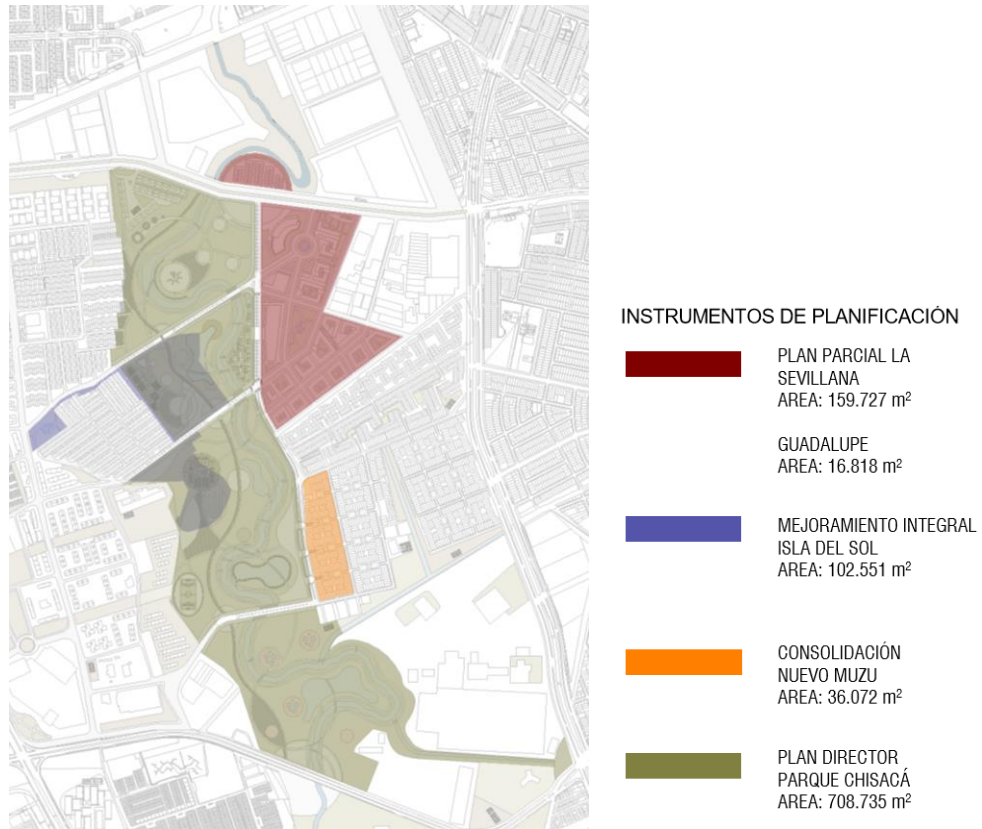 INSTRUMENTOS DE PLANIFICACIÓN
PLAN PARCIAL LA
SEVILLANA
AREA: 159.727 m²
GUADALUPE
AREA: 16.818 m²
MEJORAMIENTO INTEGRAL
ISLA DEL SOL
AREA: 102.551 m²
CONSOLIDACIÓN
NUEVO MUZU
AREA: 36.072 m²
PLAN DIRECTOR
PARQUE CHISACÁ
AREA: 708.735 m²